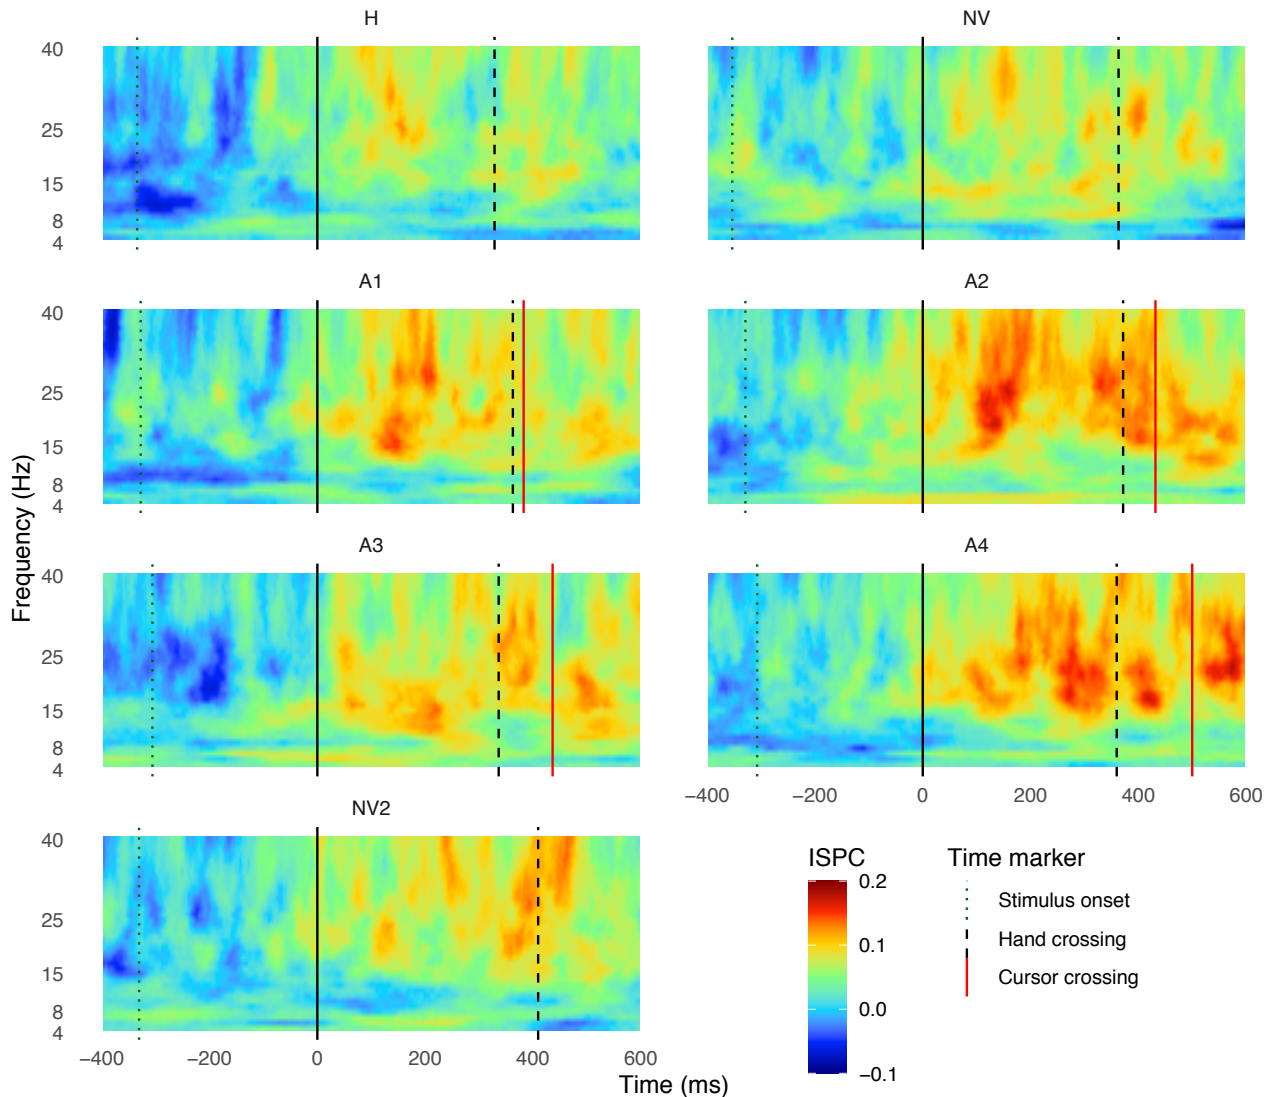 H
NV
40
25
15
8
4
A1
A2
40
25
15
8
4
Frequency (Hz)
A3
A4
40
25
15
8
4
−400
−200
0
200
400
600
NV2
40
25
15
8
4
−400
−200
0
200
400
600
Time (ms)
ISPC
0.2
0.1
0.0
−0.1
Time marker
Stimulus onset
Hand crossing
Cursor crossing